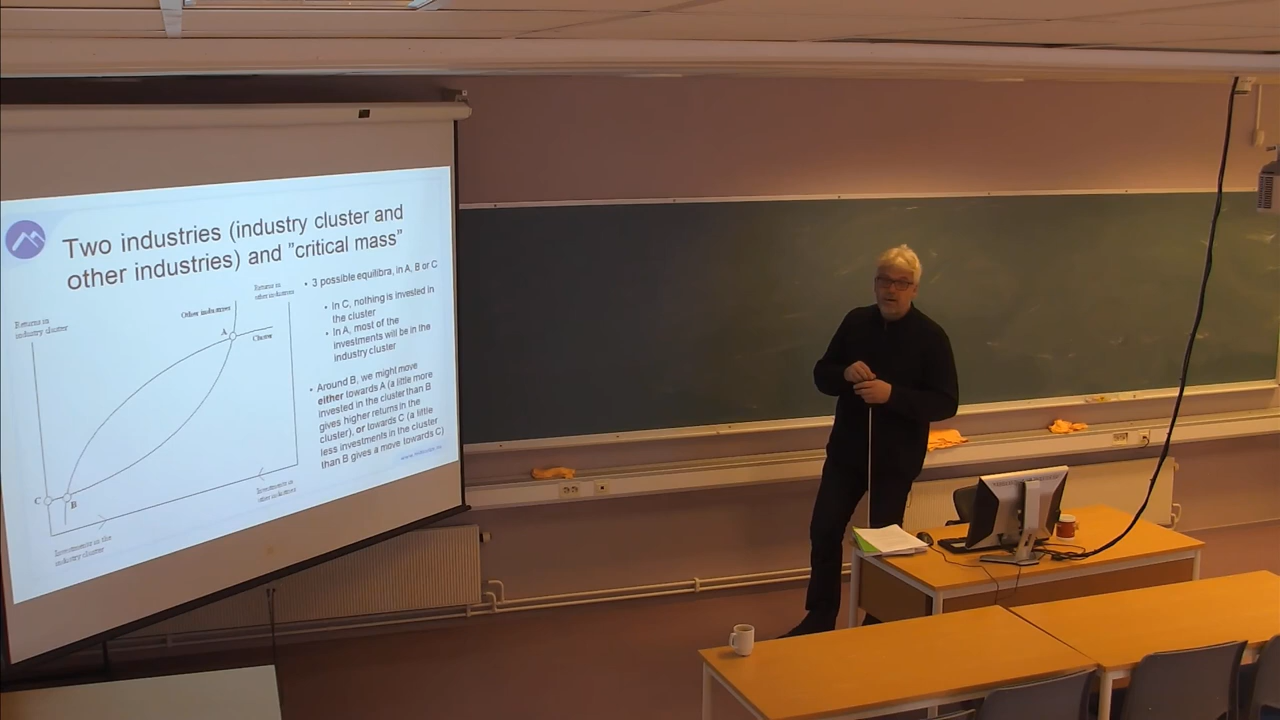 Two industries (industry cluster and
other industries) and ”critical mass”
Returns in
industry cluster
Other industries
Returns in
other industries
A
Cluster
C
B
Investments in the
industry cluster
Investments in
other industries
• 3 possible equilibra, in A, B or C
• In C, nothing is invested in
the cluster
• In A, most of the
investments will be in the
industry cluster
• Around B, we might move
either towards A (a little more
invested in the cluster than B
gives higher returns in the
cluster), or towards C (a little
less investments in the cluster
than B gives a move towards C)